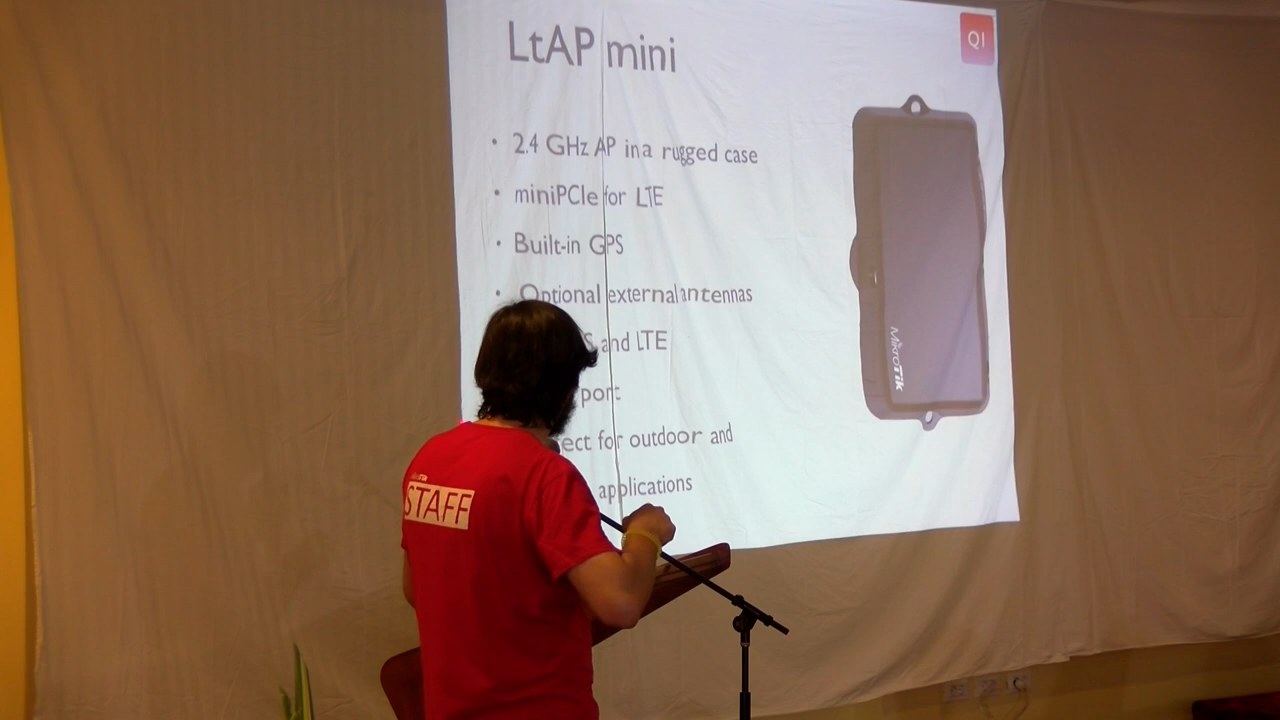 LtAP mini
Q1
• 2.4 GHz AP in a rugged case
• miniPCIe for LTE
• Built-in GPS
• Optional external antennas
and LTE
port
for outdoor and
applications
MikroTik
STAFF